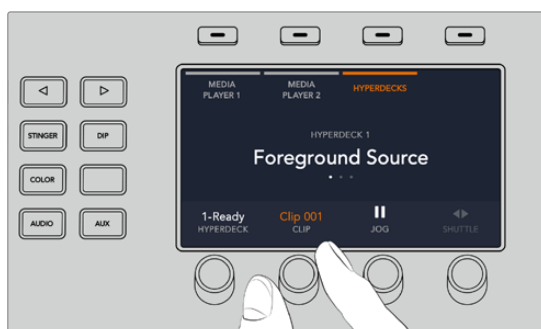 MEDIA PLAYER 1
MEDIA PLAYER 2
HYPERDECKS
STINGER
DIP
HYPERDECK 1
Foreground Source
COLOR
AUDIO
AUX
1-Ready
Clip 001
HYPERDECK
CLIP
JOG
SHUTTLE